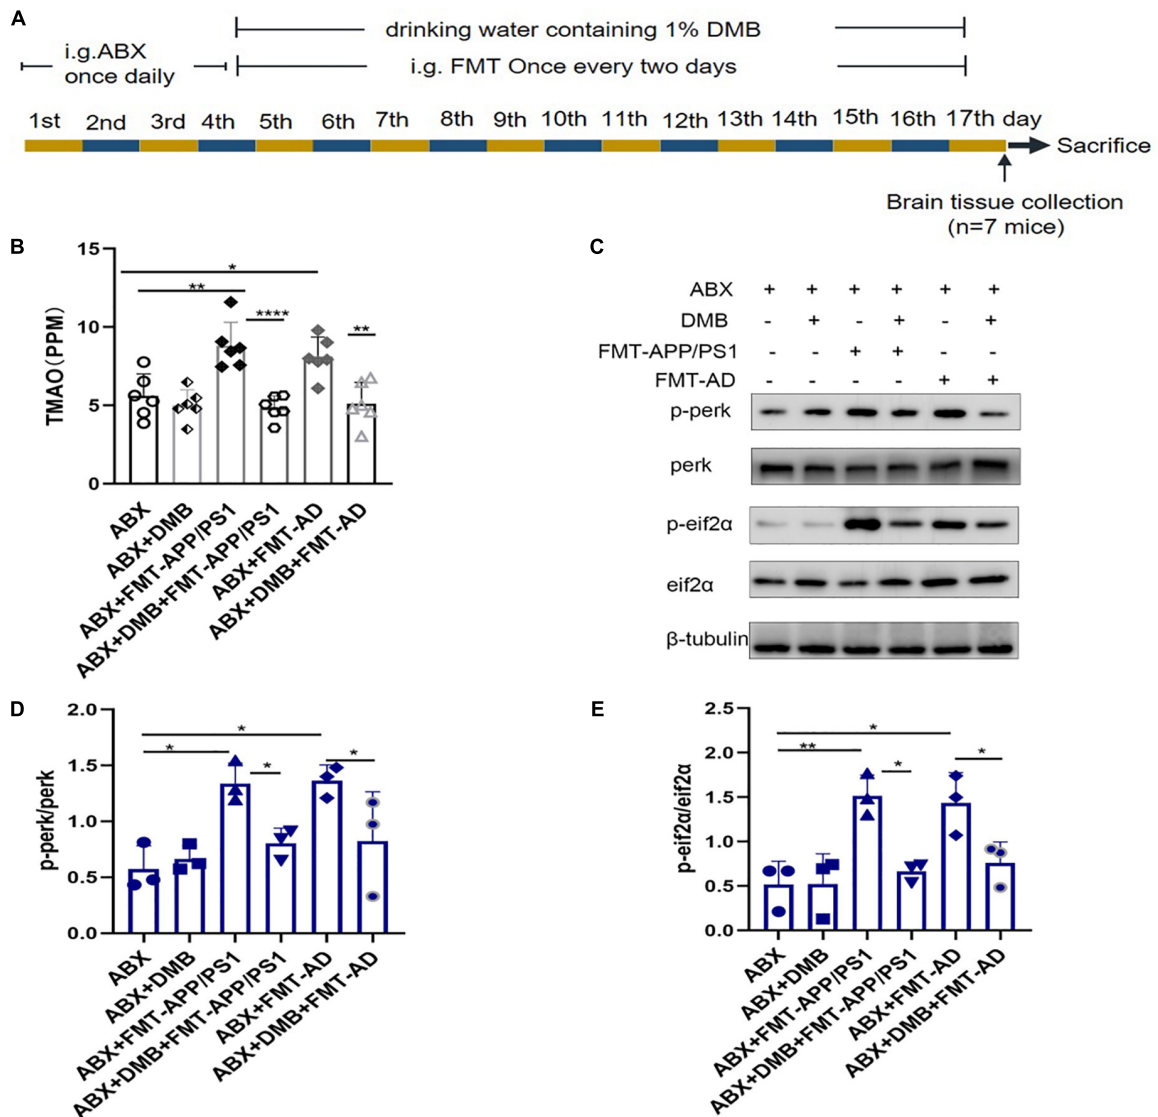 A
drinking water containing 1% DMB
i.g.ABX
once daily
i.g. FMT Once every two days
1st 2nd 3rd 4th 5th 6th 7th 8th 9th 10th 11th 12th 13th 14th 15th 16th 17th day
Sacrifice
Brain tissue collection
(n=7 mice)
B
TMAO(PPM)
15
10
5
0
*
**
****
**
ABX
ABX+DMB
ABX+FMT-APP/PS1
ABX+DMB+FMT-APP/PS1
ABX+FMT-AD
ABX+DMB+FMT-AD
C
ABX + + + + + +
DMB - + - + - +
FMT-APP/PS1 - - + + - -
FMT-AD - - - - + +
p-perk
perk
p-eif2α
eif2α
β-tubulin
D
p-perk/perk
2.0
1.5
1.0
0.5
0.0
*
*
*
*
ABX
ABX+DMB
ABX+FMT-APP/PS1
ABX+DMB+FMT-APP/PS1
ABX+FMT-AD
ABX+DMB+FMT-AD
E
p-eif2α/eif2α
2.5
2.0
1.5
1.0
0.5
0.0
*
**
*
*
ABX
ABX+DMB
ABX+FMT-APP/PS1
ABX+DMB+FMT-APP/PS1
ABX+FMT-AD
ABX+DMB+FMT-AD